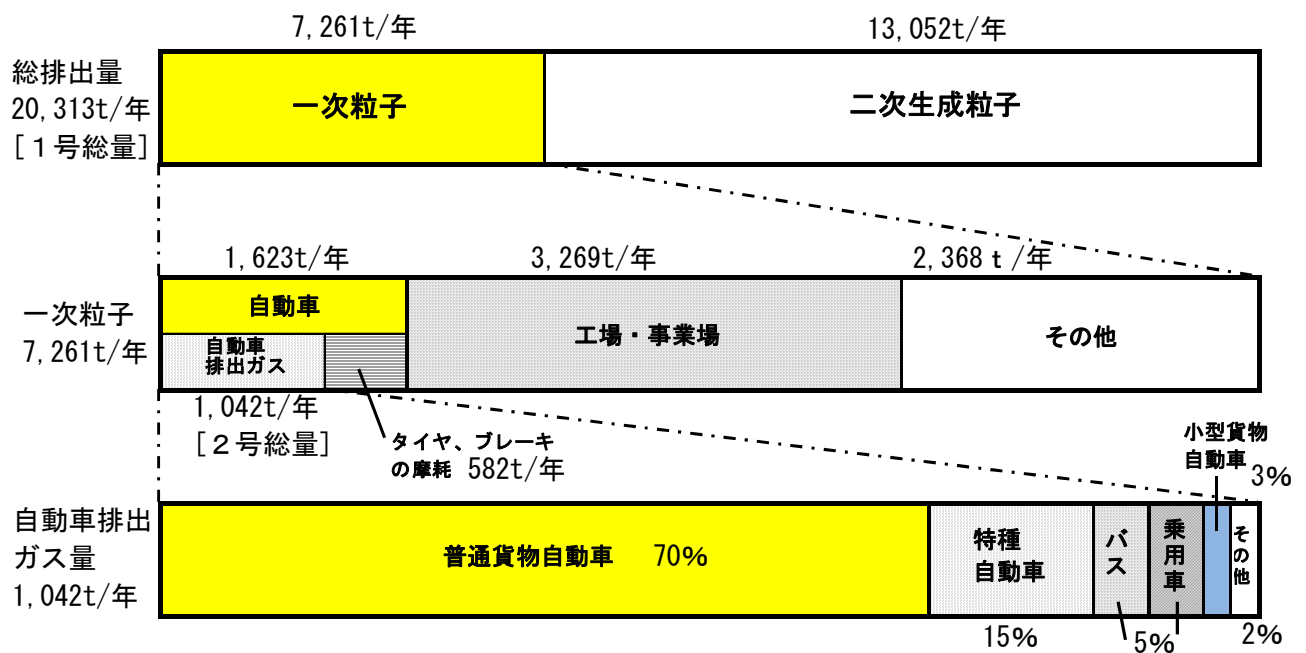 7,261t/年
13,052t/年
総排出量
20,313t/年
[１号総量]
一次粒子
二次生成粒子
1,623t/年
3,269t/年
2,368ｔ/年
一次粒子
7,261t/年
自動車
自動車
排出ガス
工場・事業場
その他
1,042t/年
[２号総量]
タイヤ、ブレーキ
の摩耗 582t/年
小型貨物
自動車
3%
自動車排出
ガス量
1,042t/年
普通貨物自動車 70%
特種
自動車
バス
乗用車
その他
15%
5%
2%